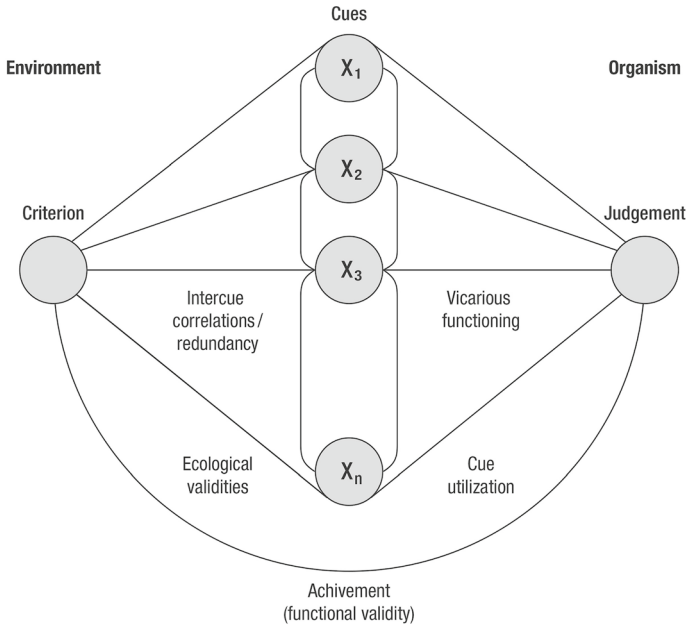 Cues
Environment
Organism
X1
X2
Criterion
Judgement
X3
Intercue
correlations/
redundancy
Vicarious
functioning
Ecological
validities
Cue
utilization
Xn
Achivement
(functional validity)